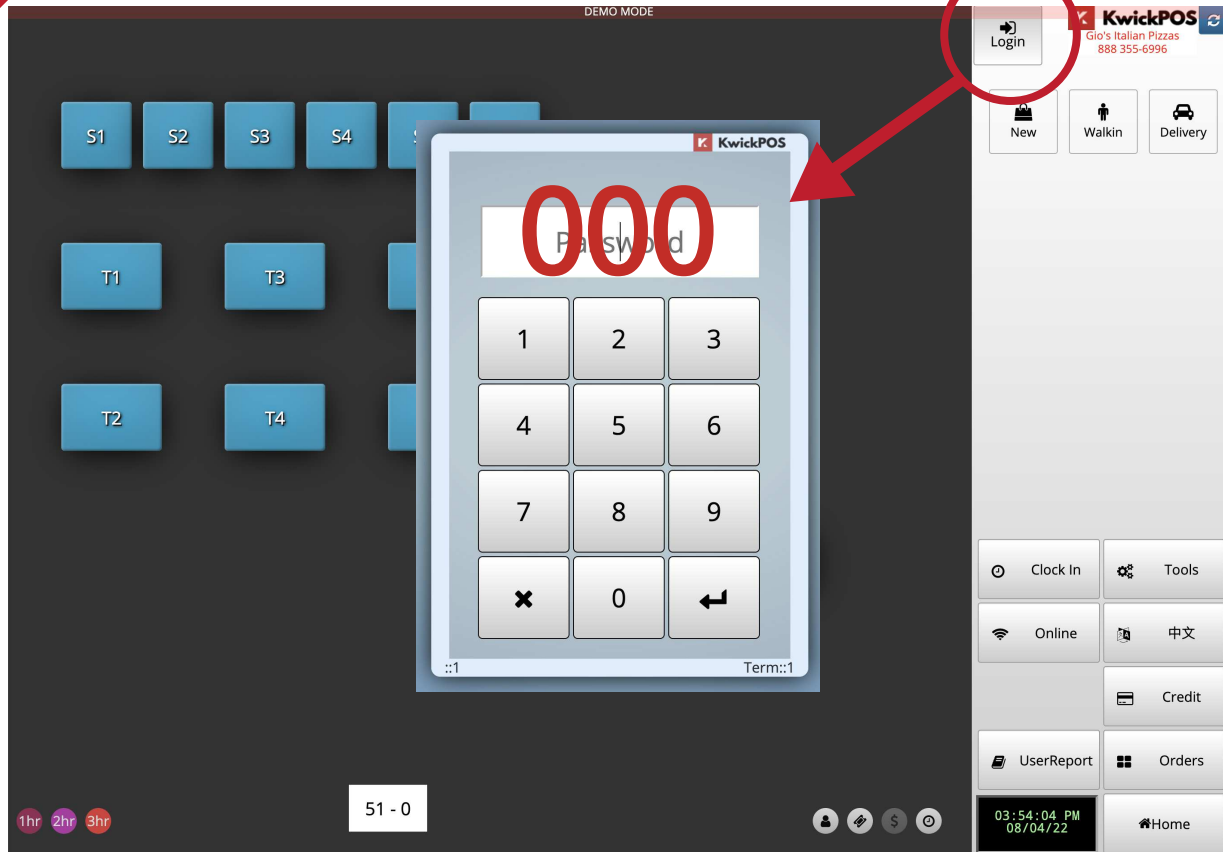 DEMO MODE
Login
KwickPOS
Gio's Italian Pizzas
888 355-6996
New
Walkin
Delivery
S1
S2
S3
S4
KwickPOS
000
Password
T1
T3
T2
T4
1
2
3
4
5
6
7
8
9
0
::1
Term::1
Clock In
Tools
Online
中文
Credit
UserReport
Orders
1hr
2hr
3hr
51 - 0
03:54:04 PM
08/04/22
Home